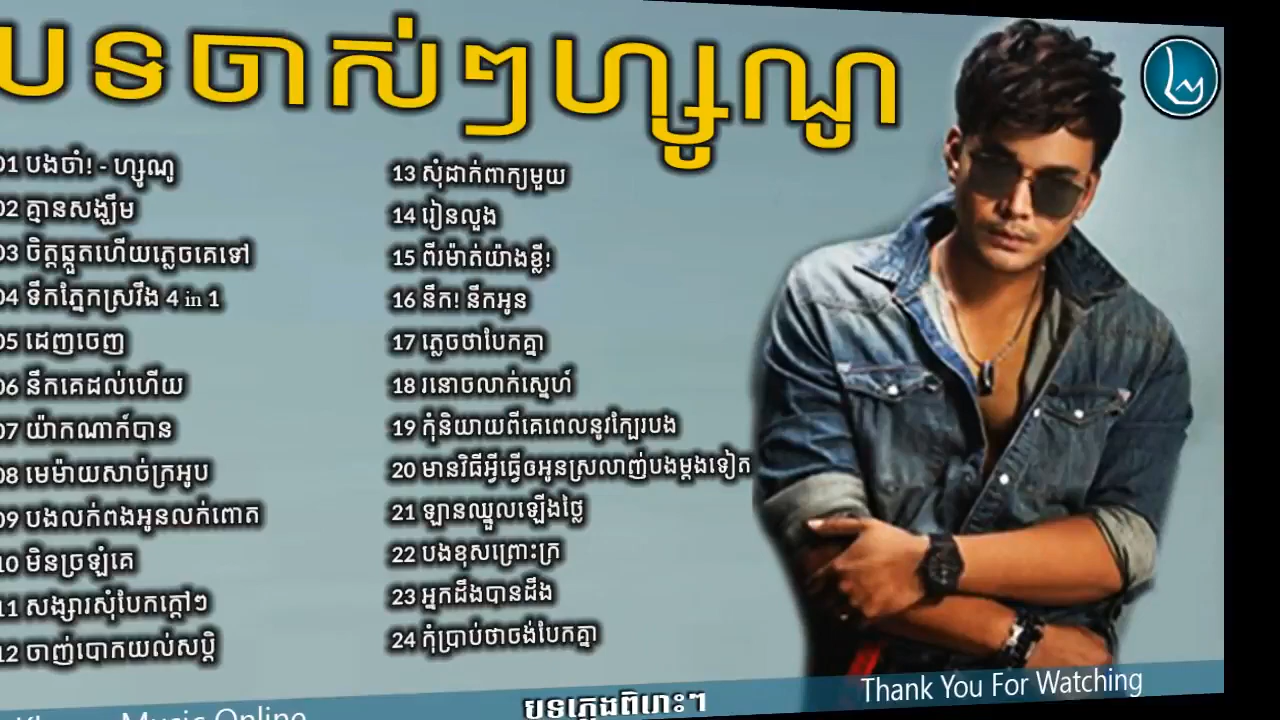 បទចាស់ៗហ្សូណូ
01 បងចាំ! - ហ្សូណូ
02 គ្មានសង្ឃឹម
03 ចិត្តឆ្កួតហើយភ្លេចគេទៅ
04 ទឹកភ្នែកស្រវឹង 4 in 1
05 ដេញចេញ
06 នឹកគេដល់ហើយ
07 យ៉ាកណាក៍បាន
08 មេម៉ាយសាច់ក្រអូប
09 បងលក់ពងអូនលក់ពោត
10 មិនច្រឡំគេ
11 សង្សារសុំបែកក្តៅៗ
12 ចាញ់បោកយល់សប្តិ
13 សុំដាក់ពាក្យមួយ
14 រៀនលួង
15 ពីរម៉ាត់យ៉ាងខ្លី!
16 នឹក! នឹកអូន
17 ភ្លេចថាបែកគ្នា
18 រនោចលាក់ស្នេហ៍
19 កុំនិយាយពីគេពេលនូវក្បែរបង
20 មានវិធីអ្វីធ្វើឲអូនស្រលាញ់បងម្តងទៀត
21 ឡានឈ្នួលឡើងថ្លៃ
22 បងខុសព្រោះក្រ
23 អ្នកដឹងបានដឹង
24 កុំប្រាប់ថាចង់បែកគ្នា
Music Online
បទភ្លេងពិរោះៗ
Thank You For Watching